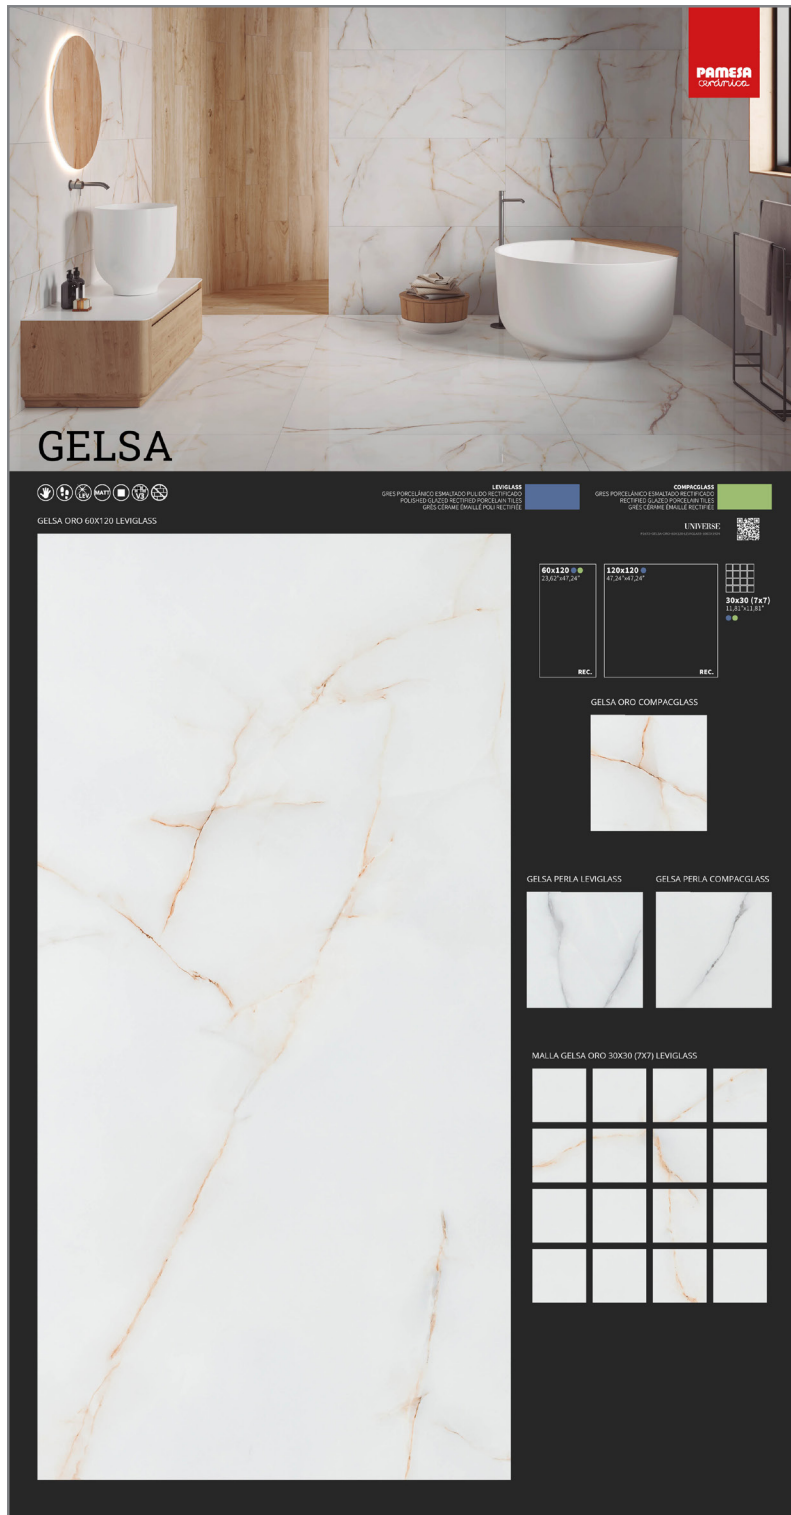 PAMESA
cerámica
GELSA
LEV
MATT
V3
LEVIGLASS
GRES PORCELÁNICO ESMALTADO PULIDO RECTIFICADO
POLISHED GLAZED RECTIFIED PORCELAIN TILES
GRÈS CÉRAME ÉMAILLÉ POLI RECTIFIÉE
COMPACGLASS
GRES PORCELÁNICO ESMALTADO RECTIFICADO
RECTIFIED GLAZED PORCELAIN TILES
GRÈS CÉRAME ÉMAILLÉ RECTIFIÉE
GELSA ORO 60X120 LEVIGLASS
UNIVERSE
60x120
23,62"x47,24"
REC.
120x120
47,24"x47,24"
REC.
30x30 (7x7)
11,81"x11,81"
GELSA ORO COMPACGLASS
GELSA PERLA LEVIGLASS
GELSA PERLA COMPACGLASS
MALLA GELSA ORO 30X30 (7X7) LEVIGLASS